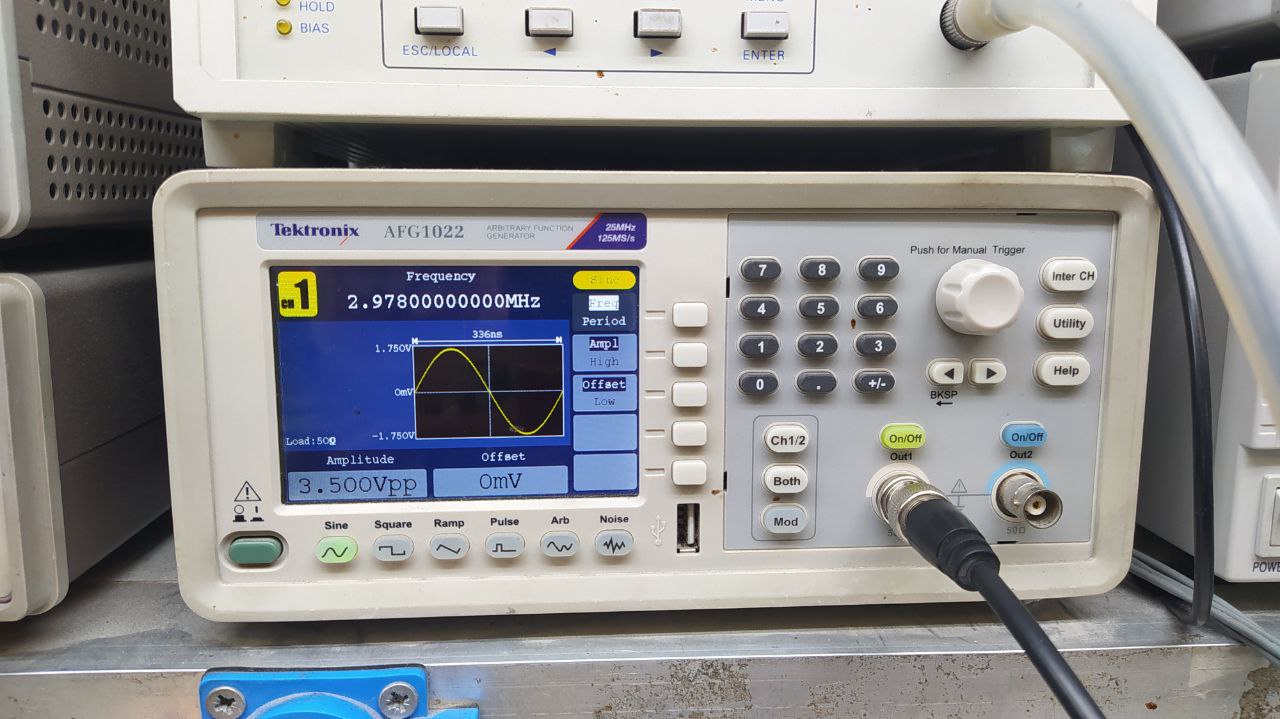 HOLD
BIAS
ESC/LOCAL
ENTER
Tektronix AFG1022 ARBITRARY FUNCTION GENERATOR
25MHz
125MS/s
CH 1
Frequency
2.97800000000MHz
Sine
Freq
Period
Ampl
High
Offset
Low
336ns
1.750V
0mV
-1.750V
Load:50Ω
Amplitude
Offset
3.500Vpp
0mV
Sine Square Ramp Pulse Arb Noise
Push for Manual Trigger
7 8 9
4 5 6
1 2 3
0 . +/-
Inter CH
Utility
Help
BKSP
Ch1/2
Both
Mod
On/Off
Out1
On/Off
Out2
50Ω